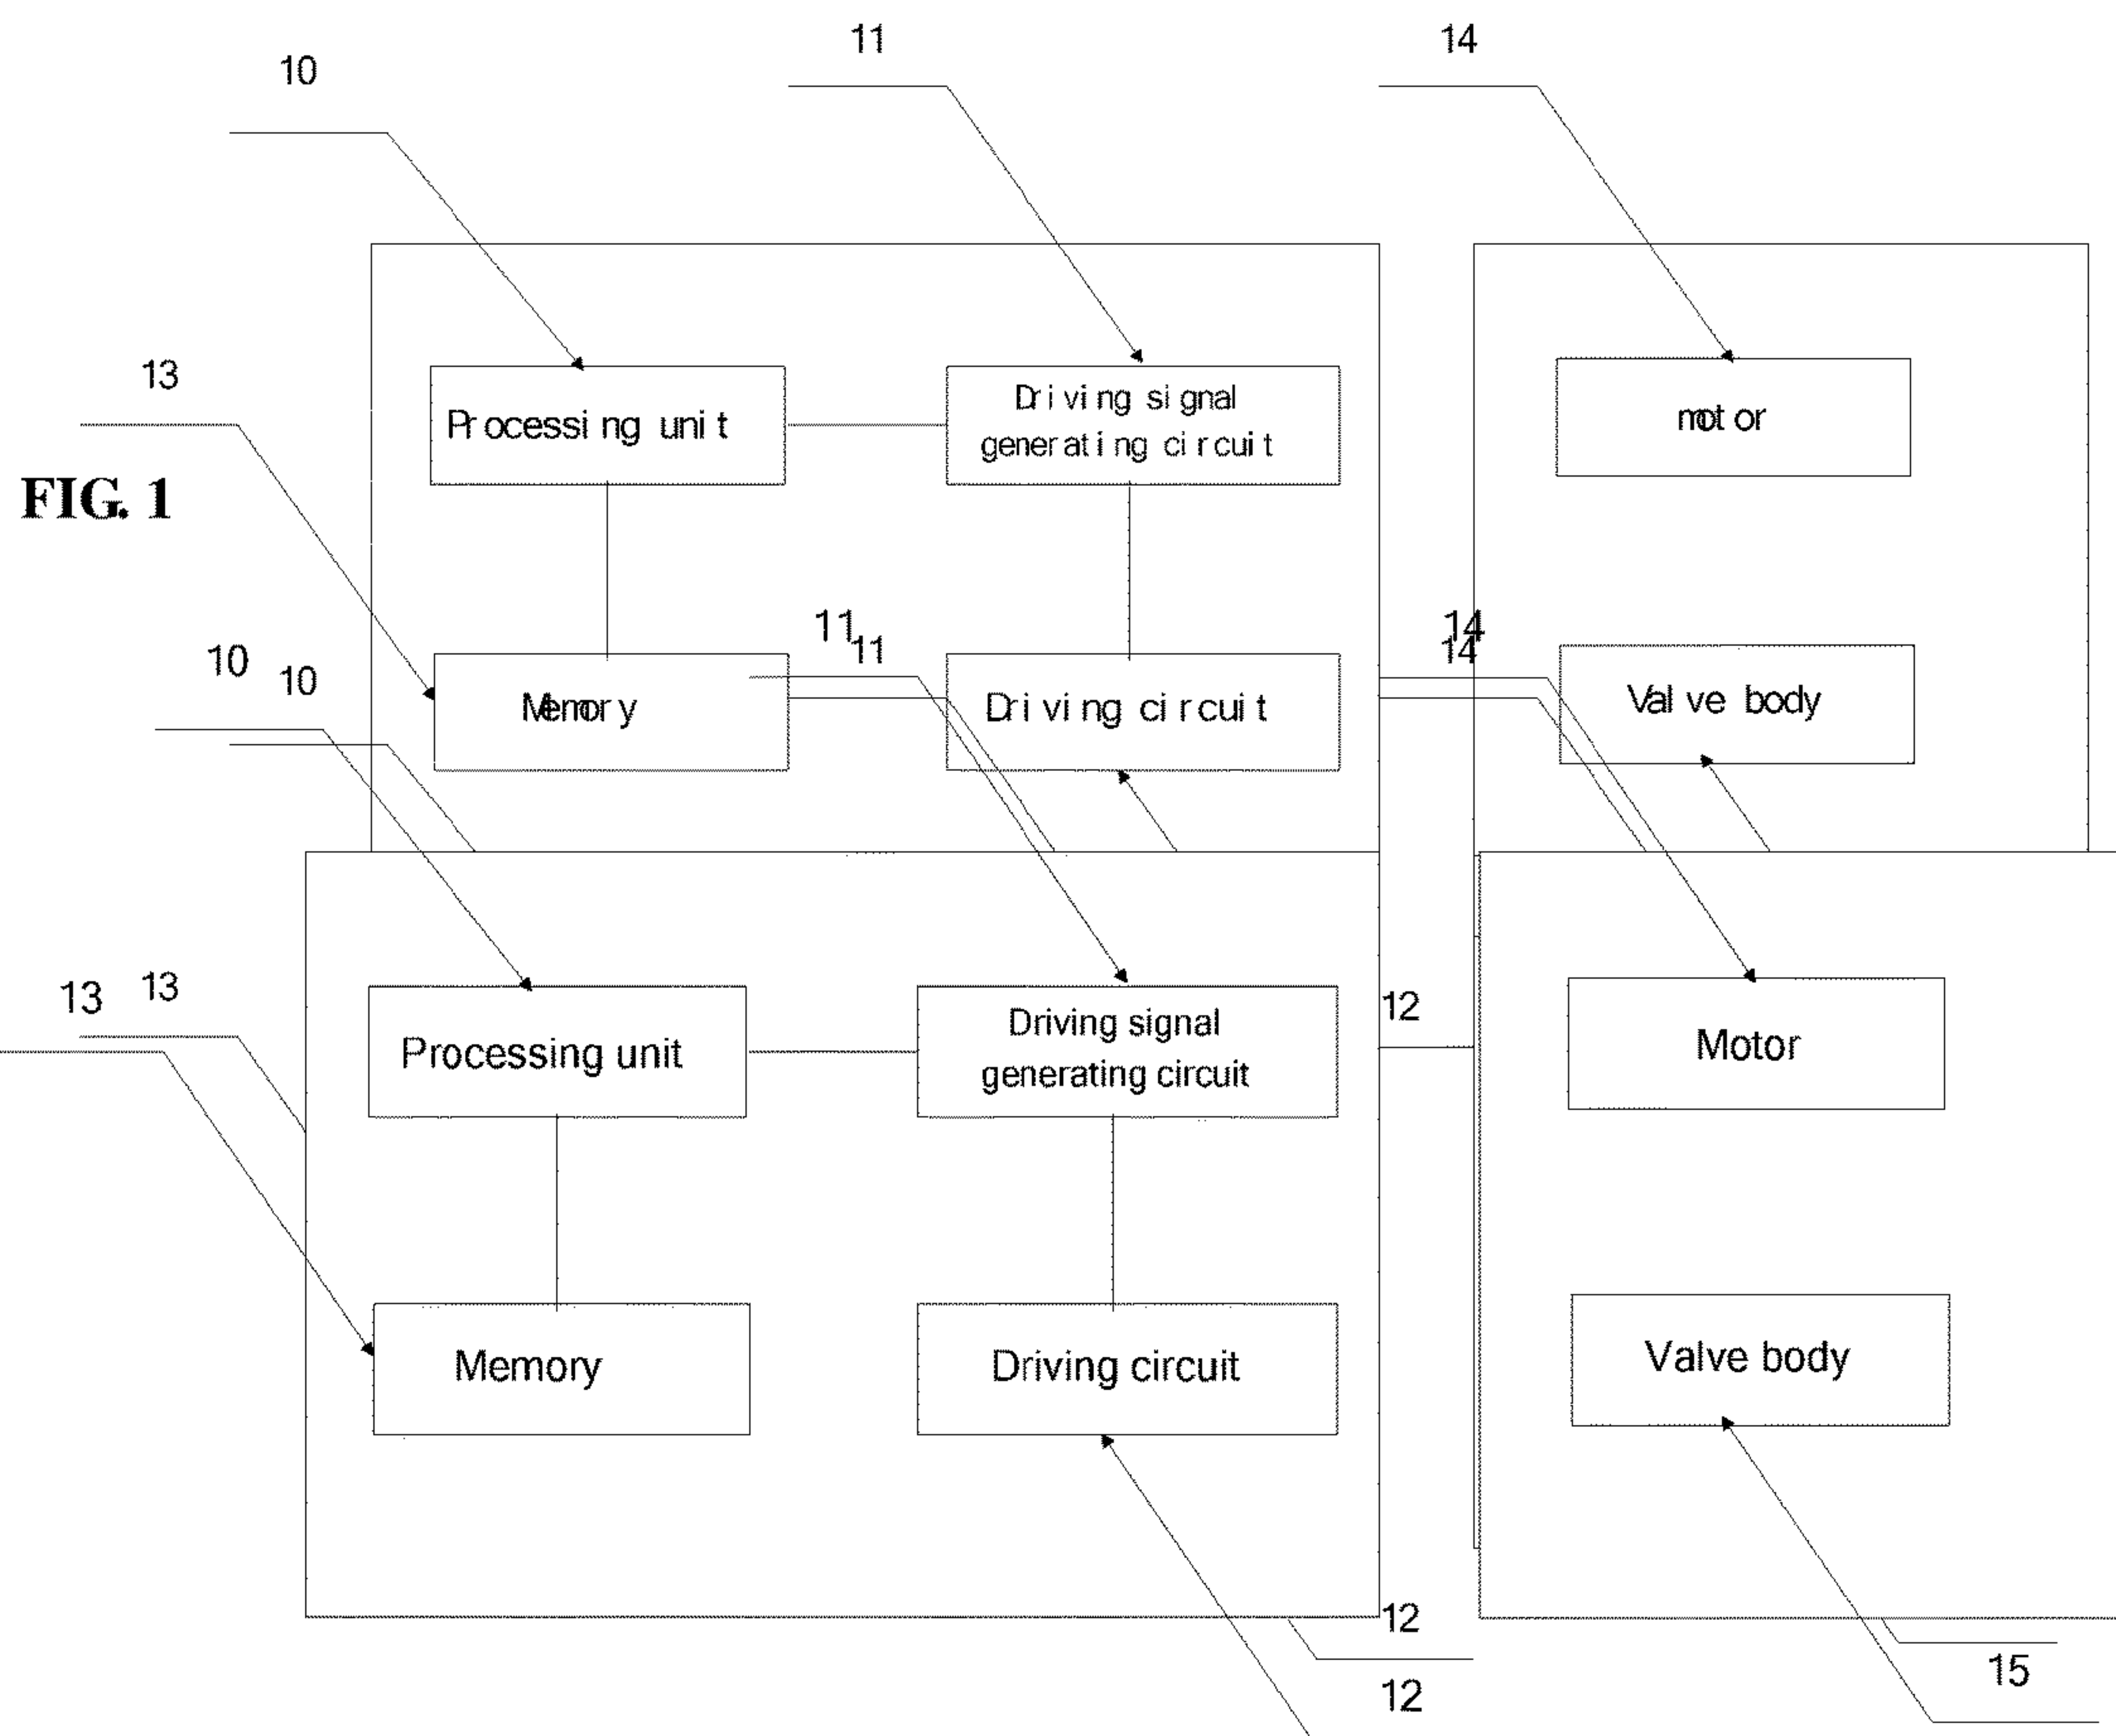 11
14
10
13
Processing unit
Driving signal
generating circuit
motor
FIG. 1
11
14
11
14
10
10
Memory
Driving circuit
Valve body
13
13
12
Processing unit
Driving signal
generating circuit
Motor
Memory
Driving circuit
Valve body
12
15
12